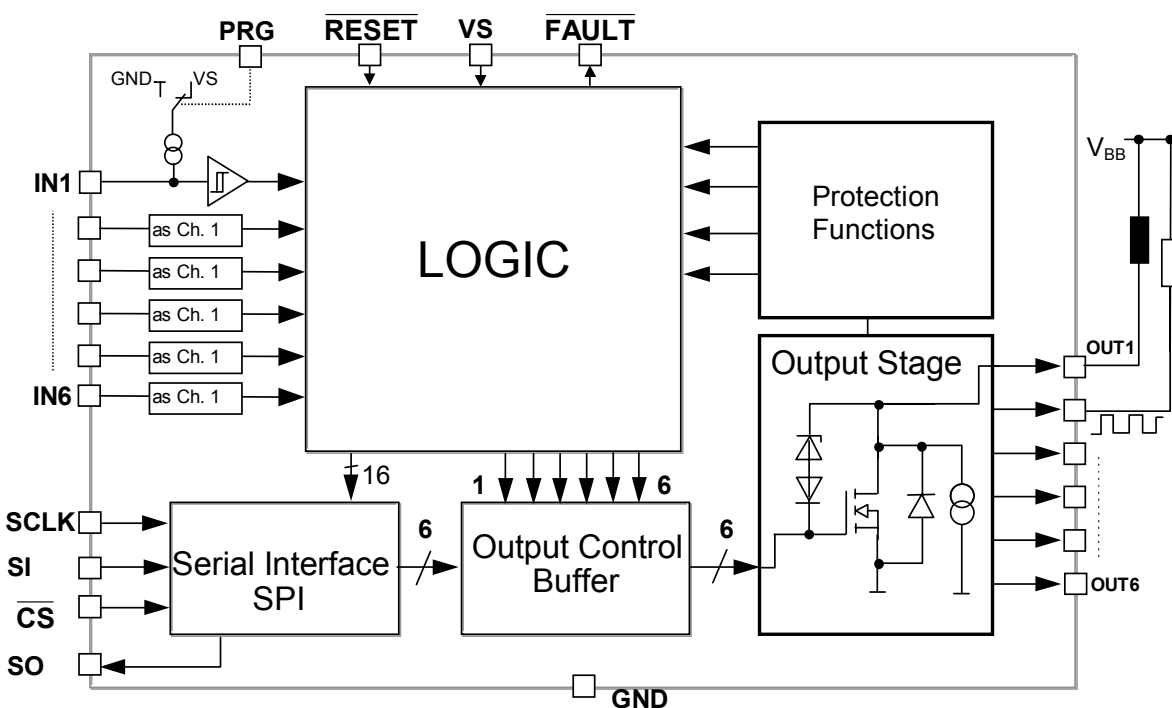 PRG
RESET
VS
FAULT
GND
VS
IN1
as Ch. 1
as Ch. 1
as Ch. 1
as Ch. 1
as Ch. 1
IN6
LOGIC
Protection
Functions
VBB
Output Stage
OUT1
OUT6
16
1
6
SCLK
SI
CS
SO
Serial Interface
SPI
6
Output Control
Buffer
6
GND